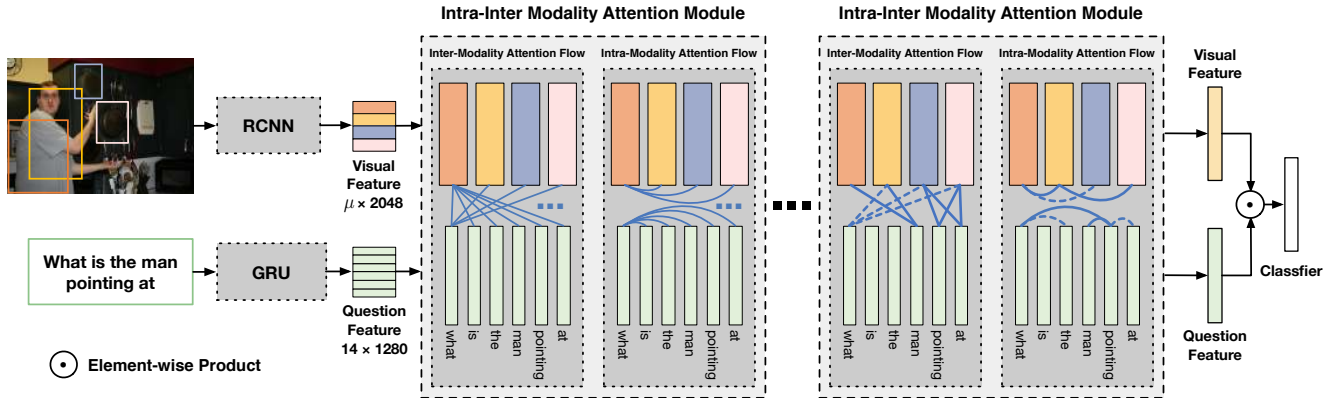 Intra-Inter Modality Attention Module
Intra-Inter Modality Attention Module
Inter-Modality Attention Flow
Intra-Modality Attention Flow
Inter-Modality Attention Flow
Intra-Modality Attention Flow
RCNN
Visual
Feature
μ × 2048
What is the man
pointing at
GRU
Question
Feature
14 × 1280
what
is
the
man
pointing
at
what
is
the
man
pointing
at
what
is
the
man
pointing
at
what
is
the
man
pointing
at
Visual
Feature
Classfier
Question
Feature
Element-wise Product